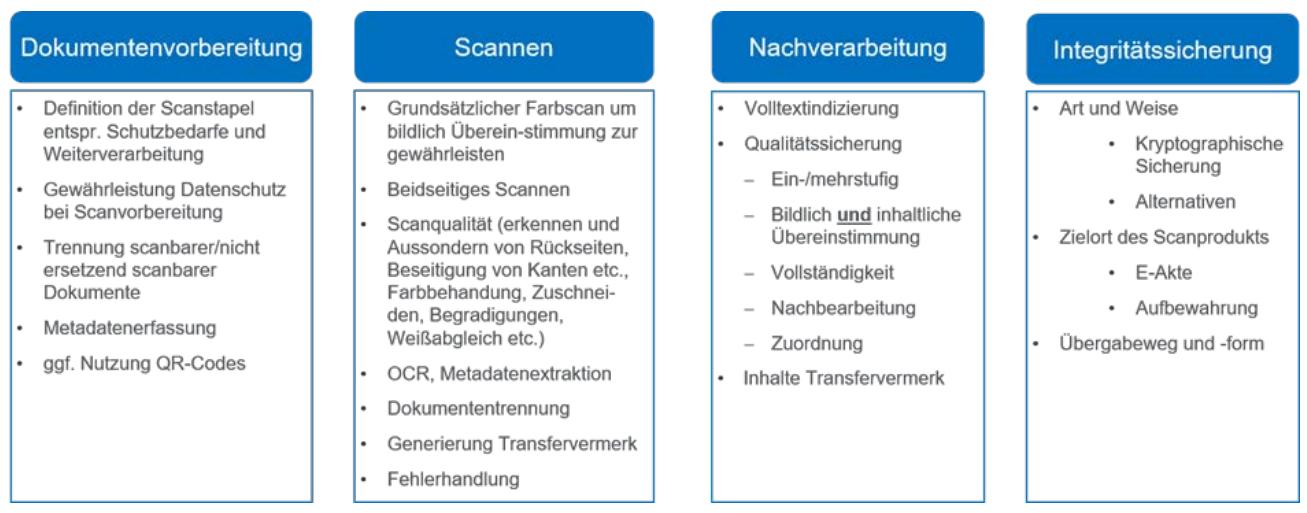 Dokumentenvorbereitung
• Definition der Scanstapel
entspr. Schutzbedarfe und
Weiterverarbeitung
• Gewährleistung Datenschutz
bei Scanvorbereitung
• Trennung scanbarer/nicht
ersetzend scanbarer
Dokumente
• Metadatenerfassung
• ggf. Nutzung QR-Codes
Scannen
• Grundsätzlicher Farbscan um
bildlich Überein-stimmung zur
gewährleisten
• Beidseitiges Scannen
• Scanqualität (erkennen und
Aussondern von Rückseiten,
Beseitigung von Kanten etc.,
Farbbehandung, Zuschnei-
den, Begradigungen,
Weißabgleich etc.)
• OCR, Metadatenextraktion
• Dokumententrennung
• Generierung Transfervermerk
• Fehlerhandlung
Nachverarbeitung
• Volltextindizierung
• Qualitätssicherung
– Ein-/mehrstufig
– Bildlich und inhaltliche
Übereinstimmung
– Vollständigkeit
– Nachbearbeitung
– Zuordnung
• Inhalte Transfervermerk
Integritätssicherung
• Art und Weise
• Kryptographische
Sicherung
• Alternativen
• Zielort des Scanprodukts
• E-Akte
• Aufbewahrung
• Übergabeweg und -form